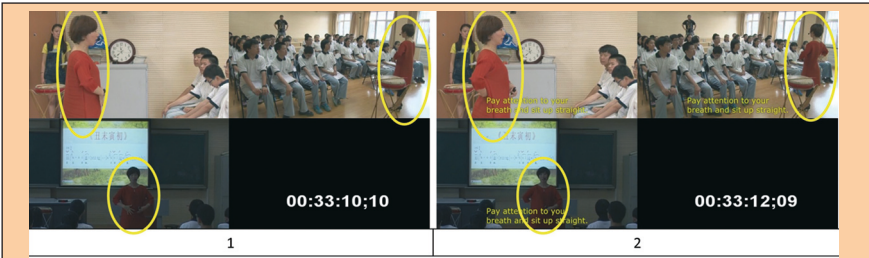 Pay attention to your
breath and sit up straight.
Pay attention to your
breath and sit up straight.
00:33:10;10
Pay attention to your
breath and sit up straight.
00:33:12;09
1
2